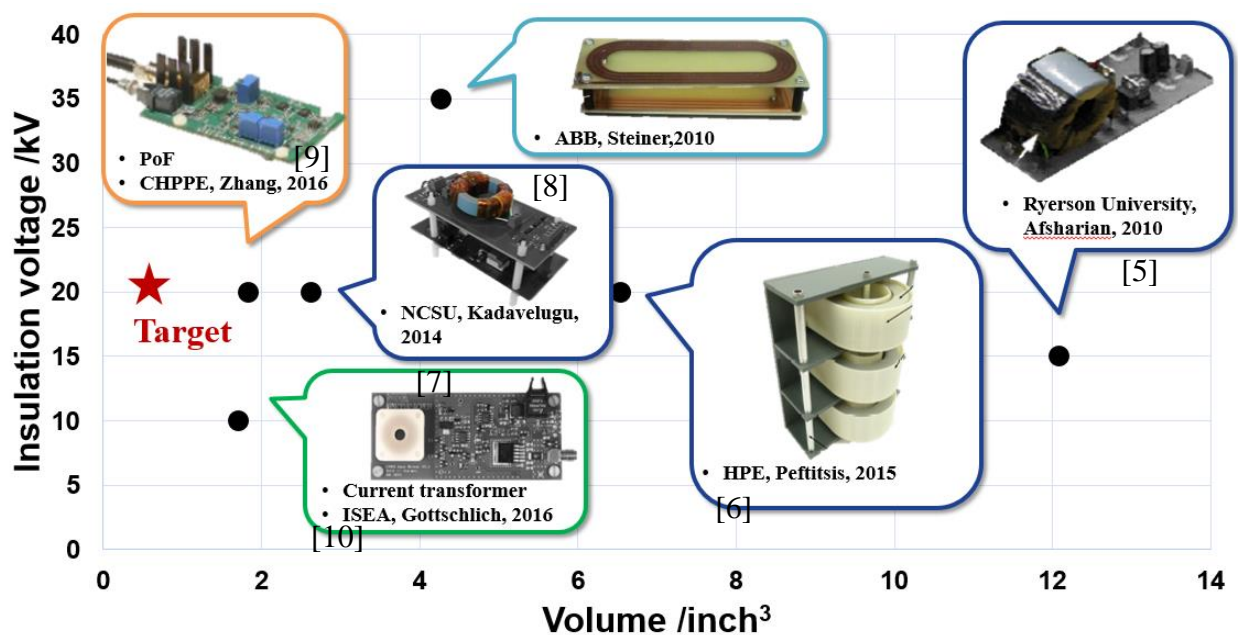 Insulation voltage /kV
40
35
30
25
20
15
10
5
0
• PoF
[9]
• CHPPE, Zhang, 2016
• ABB, Steiner,2010
[8]
• NCSU, Kadavelugu,
2014
[7]
• Ryerson University,
Afsharian, 2010
[5]
Target
• HPE, Peftitsis, 2015
[6]
• Current transformer
• ISEA, Gottschlich, 2016
[10]
0 2 4 6 8 10 12 14
Volume /inch³